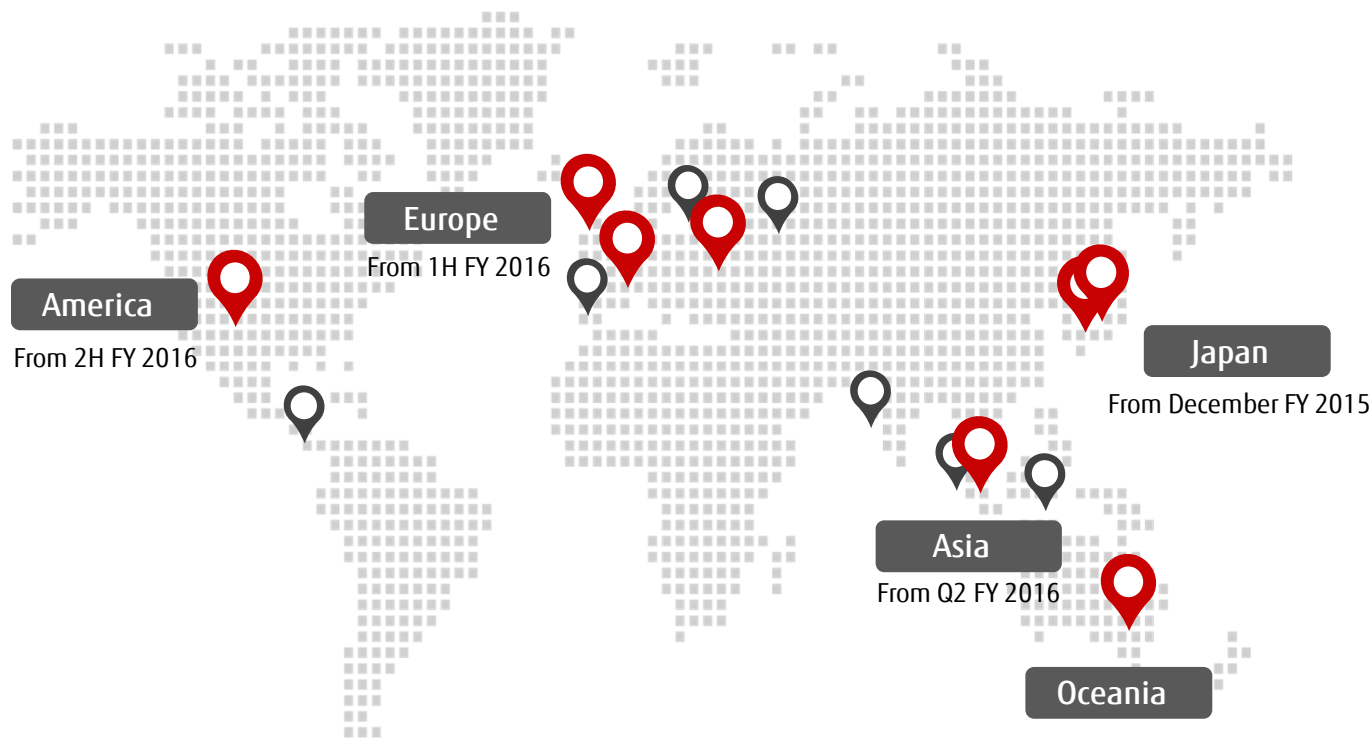 Europe
From 1H FY 2016
America
From 2H FY 2016
Japan
From December FY 2015
Asia
From Q2 FY 2016
Oceania